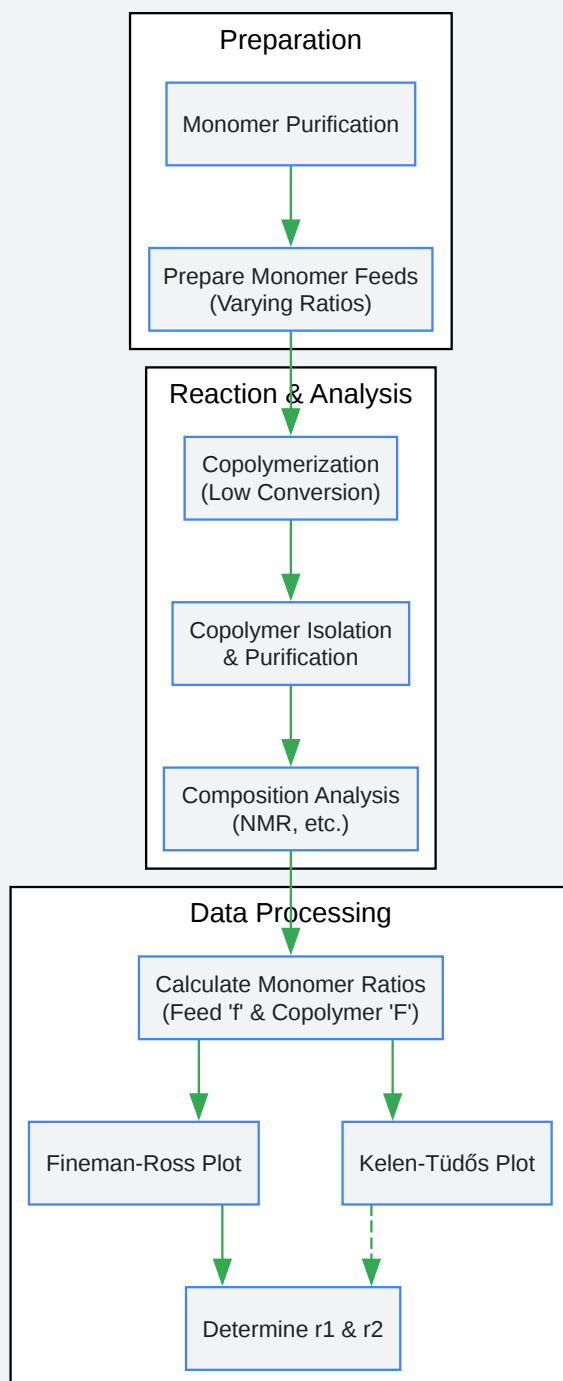 Preparation
Monomer Purification
Prepare Monomer Feeds
(Varying Ratios)
Reaction & Analysis
Copolymerization
(Low Conversion)
Copolymer Isolation
& Purification
Composition Analysis
(NMR, etc.)
Data Processing
Calculate Monomer Ratios
(Feed 'f' & Copolymer 'F')
Fineman-Ross Plot
Kelen-Tüdős Plot
Determine r1 & r2